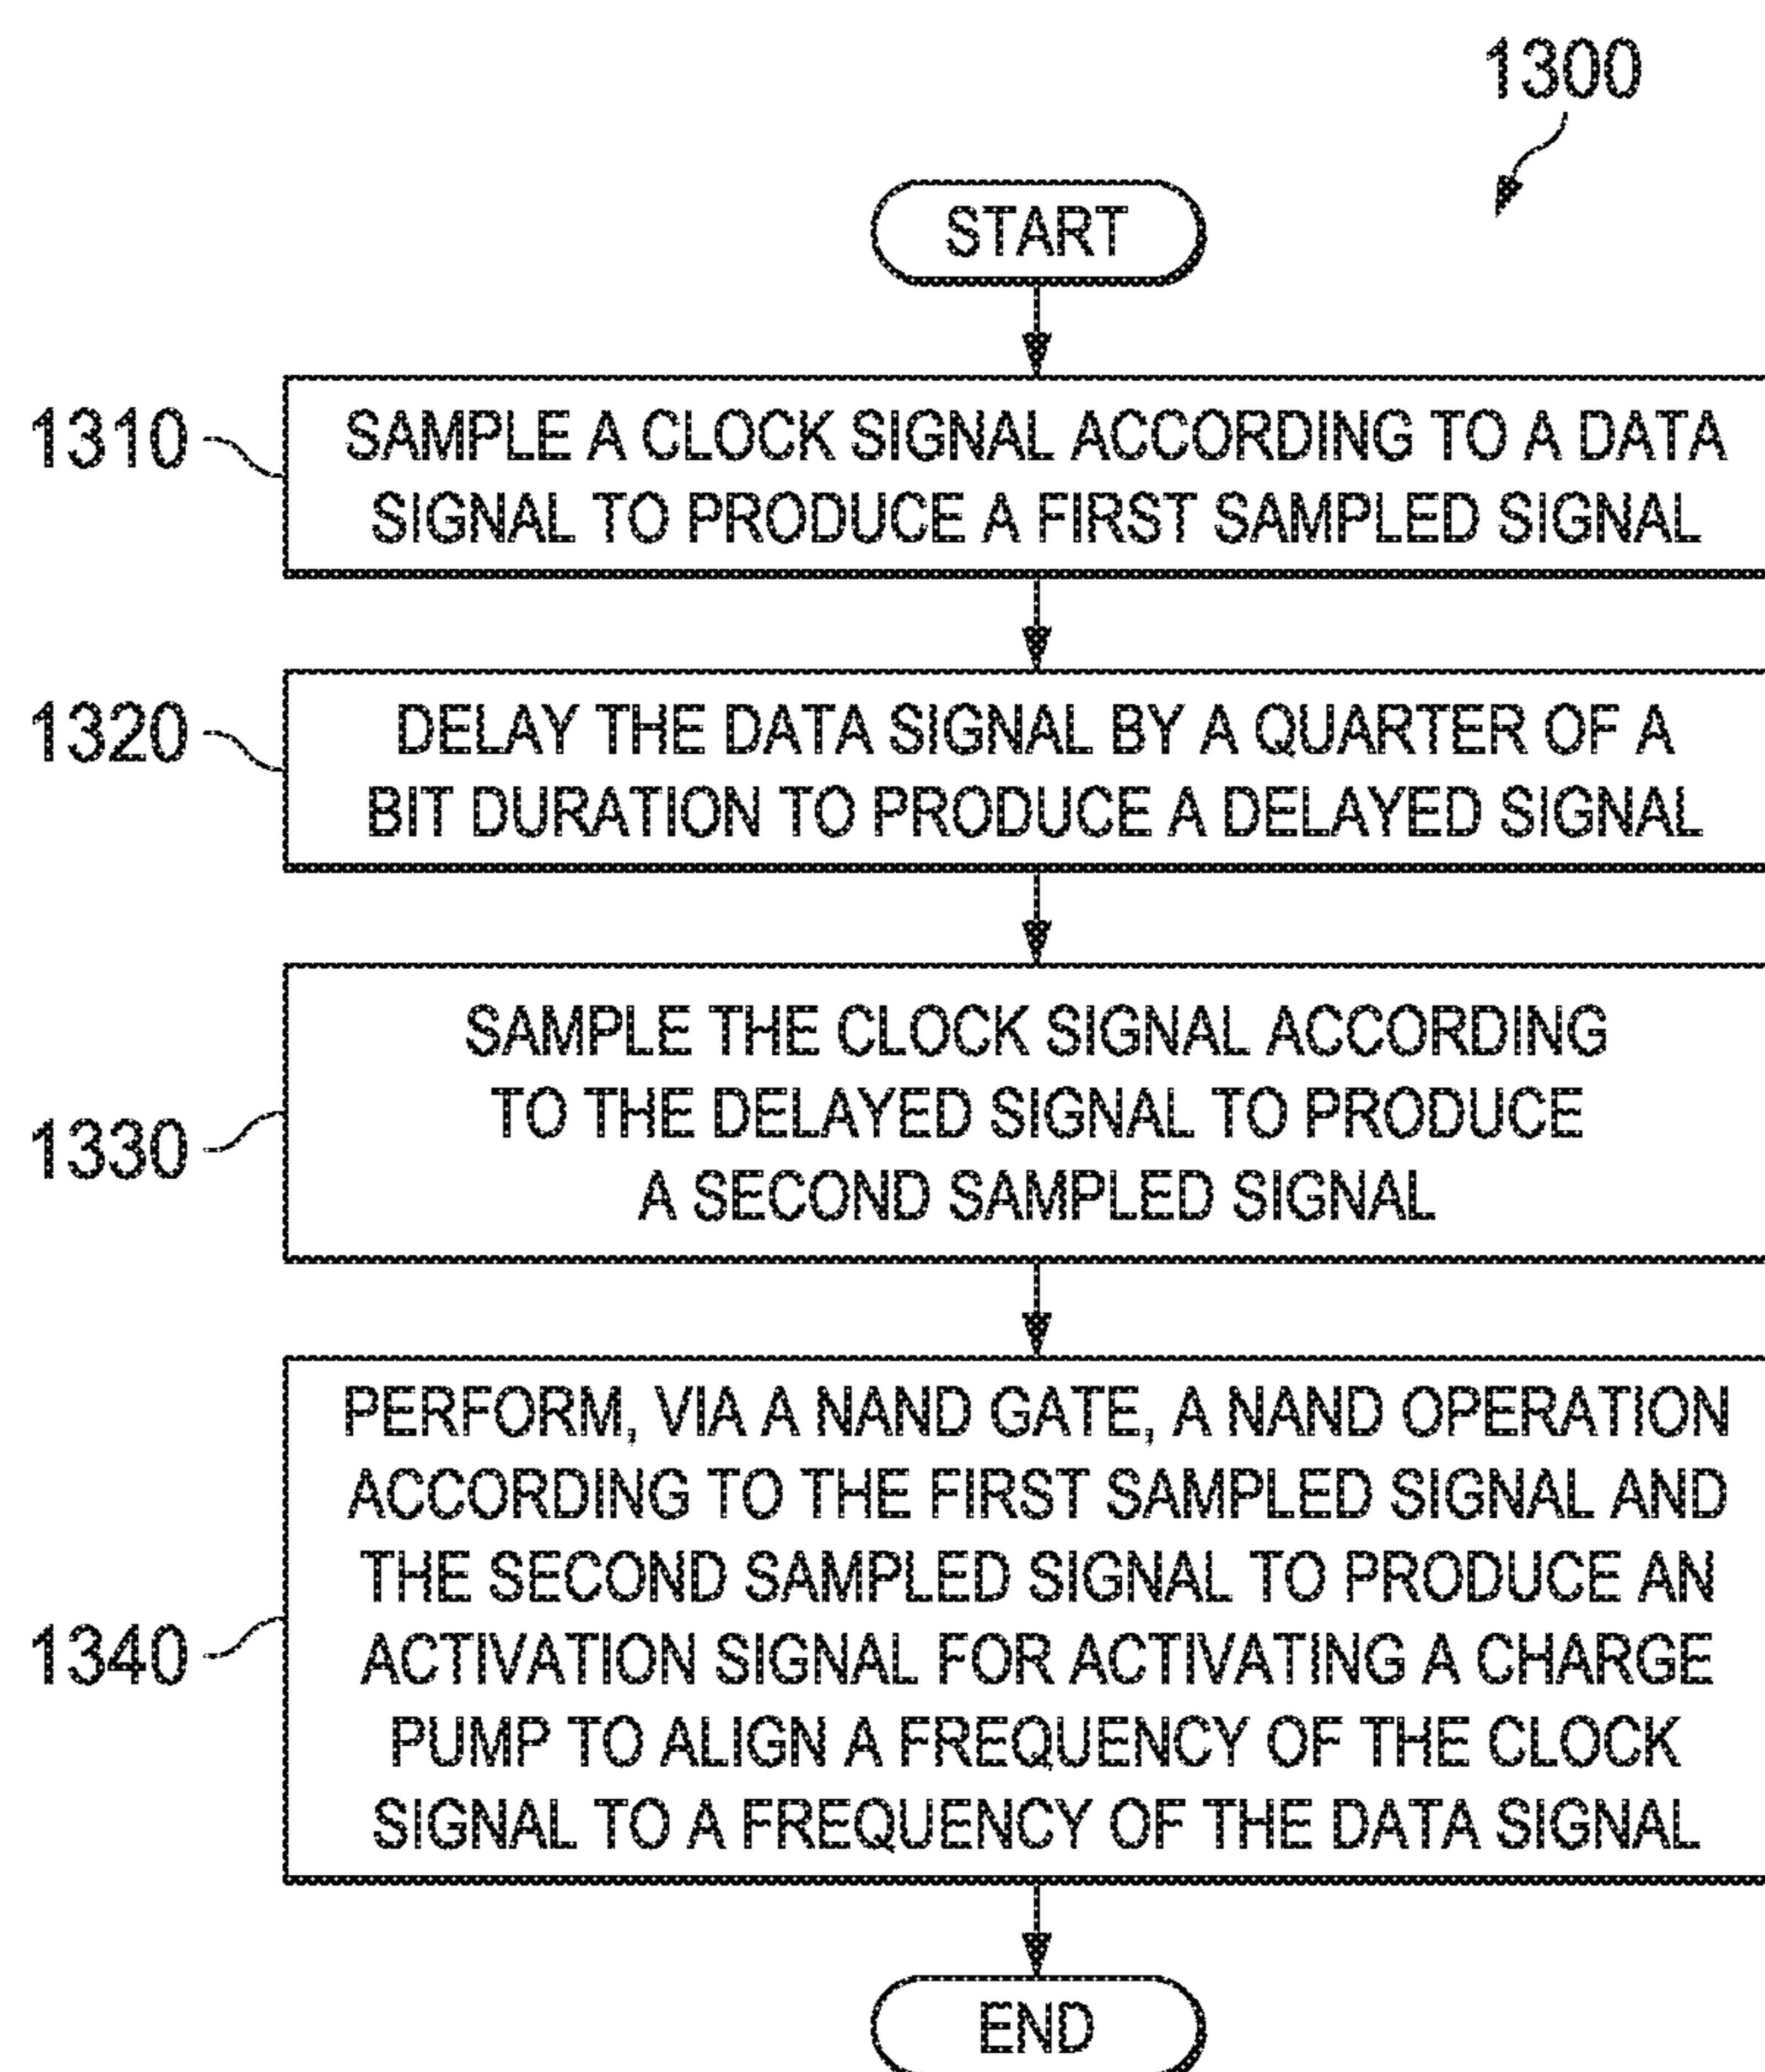 1300
START
1310
SAMPLE A CLOCK SIGNAL ACCORDING TO A DATA
SIGNAL TO PRODUCE A FIRST SAMPLED SIGNAL
1320
DELAY THE DATA SIGNAL BY A QUARTER OF A
BIT DURATION TO PRODUCE A DELAYED SIGNAL
1330
SAMPLE THE CLOCK SIGNAL ACCORDING
TO THE DELAYED SIGNAL TO PRODUCE
A SECOND SAMPLED SIGNAL
1340
PERFORM, VIA A NAND GATE, A NAND OPERATION
ACCORDING TO THE FIRST SAMPLED SIGNAL AND
THE SECOND SAMPLED SIGNAL TO PRODUCE AN
ACTIVATION SIGNAL FOR ACTIVATING A CHARGE
PUMP TO ALIGN A FREQUENCY OF THE CLOCK
SIGNAL TO A FREQUENCY OF THE DATA SIGNAL
END